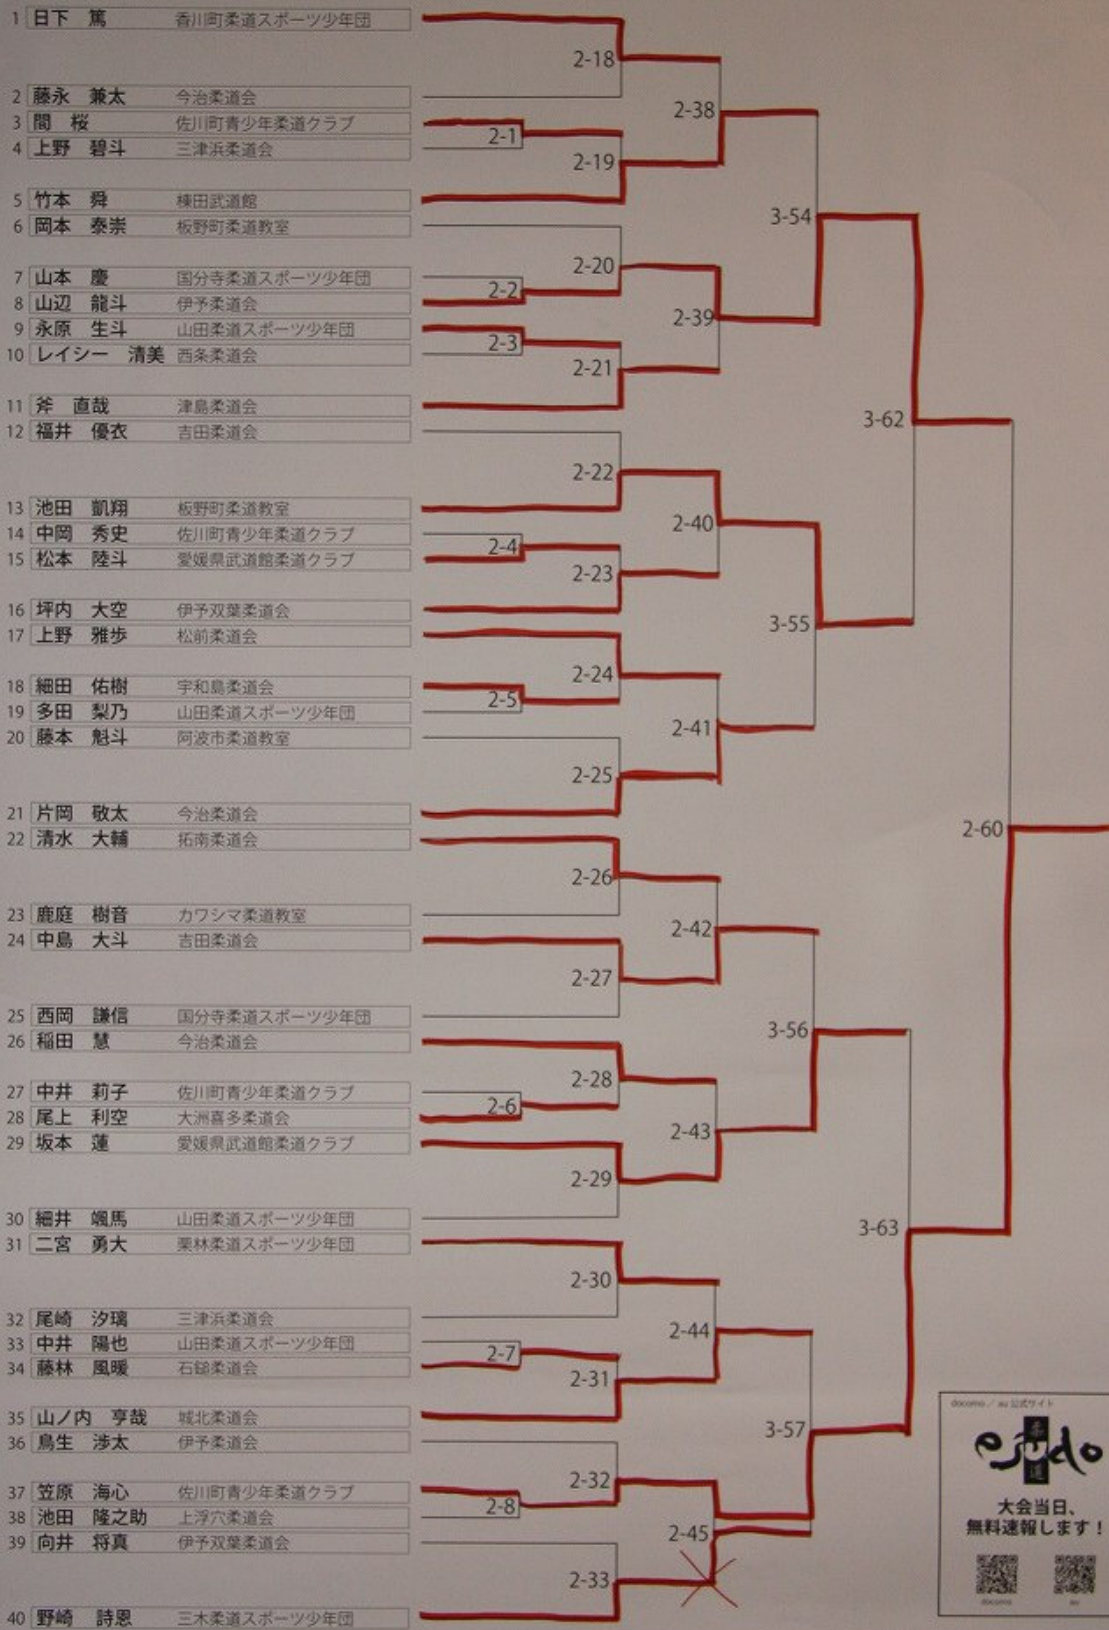 1 日下 篤 香川町柔道スポーツ少年団
2-18
2 藤永 兼太 今治柔道会
2-38
3 間 桜 佐川町青少年柔道クラブ
2-1
4 上野 碧斗 三津浜柔道会
2-19
5 竹本 舜 棟田武道館
3-54
6 岡本 泰崇 板野町柔道教室
2-20
7 山本 慶 国分寺柔道スポーツ少年団
2-2
8 山辺 龍斗 伊予柔道会
2-39
9 永原 生斗 山田柔道スポーツ少年団
2-3
10 レイシー 清美 西条柔道会
2-21
11 斧 直哉 津島柔道会
3-62
12 福井 優衣 吉田柔道会
2-22
13 池田 凱翔 板野町柔道教室
2-40
14 中岡 秀史 佐川町青少年柔道クラブ
2-4
15 松本 陸斗 愛媛県武道館柔道クラブ
2-23
16 坪内 大空 伊予双葉柔道会
3-55
17 上野 雅歩 松前柔道会
2-24
18 細田 佑樹 宇和島柔道会
2-5
19 多田 梨乃 山田柔道スポーツ少年団
2-41
20 藤本 魁斗 阿波市柔道教室
2-25
21 片岡 敬太 今治柔道会
2-60
22 清水 大輔 拓南柔道会
2-26
23 鹿庭 樹音 カワシマ柔道教室
2-42
24 中島 大斗 吉田柔道会
2-27
25 西岡 謙信 国分寺柔道スポーツ少年団
3-56
26 稲田 慧 今治柔道会
2-28
27 中井 莉子 佐川町青少年柔道クラブ
2-6
28 尾上 利空 大洲喜多柔道会
2-43
29 坂本 蓮 愛媛県武道館柔道クラブ
2-29
30 細井 颯馬 山田柔道スポーツ少年団
3-63
31 二宮 勇大 栗林柔道スポーツ少年団
2-30
32 尾崎 汐璃 三津浜柔道会
2-44
33 中井 陽也 山田柔道スポーツ少年団
2-7
34 藤林 風暖 石鎚柔道会
2-31
35 山ノ内 亨哉 城北柔道会
3-57
36 鳥生 渉太 伊予柔道会
2-32
37 笠原 海心 佐川町青少年柔道クラブ
2-8
38 池田 隆之助 上浮穴柔道会
2-45
39 向井 将真 伊予双葉柔道会
2-33
40 野崎 詩恩 三木柔道スポーツ少年団
docomo／au 公式サイト
ejudo
柔道
大会当日、
無料速報します！
docomo au